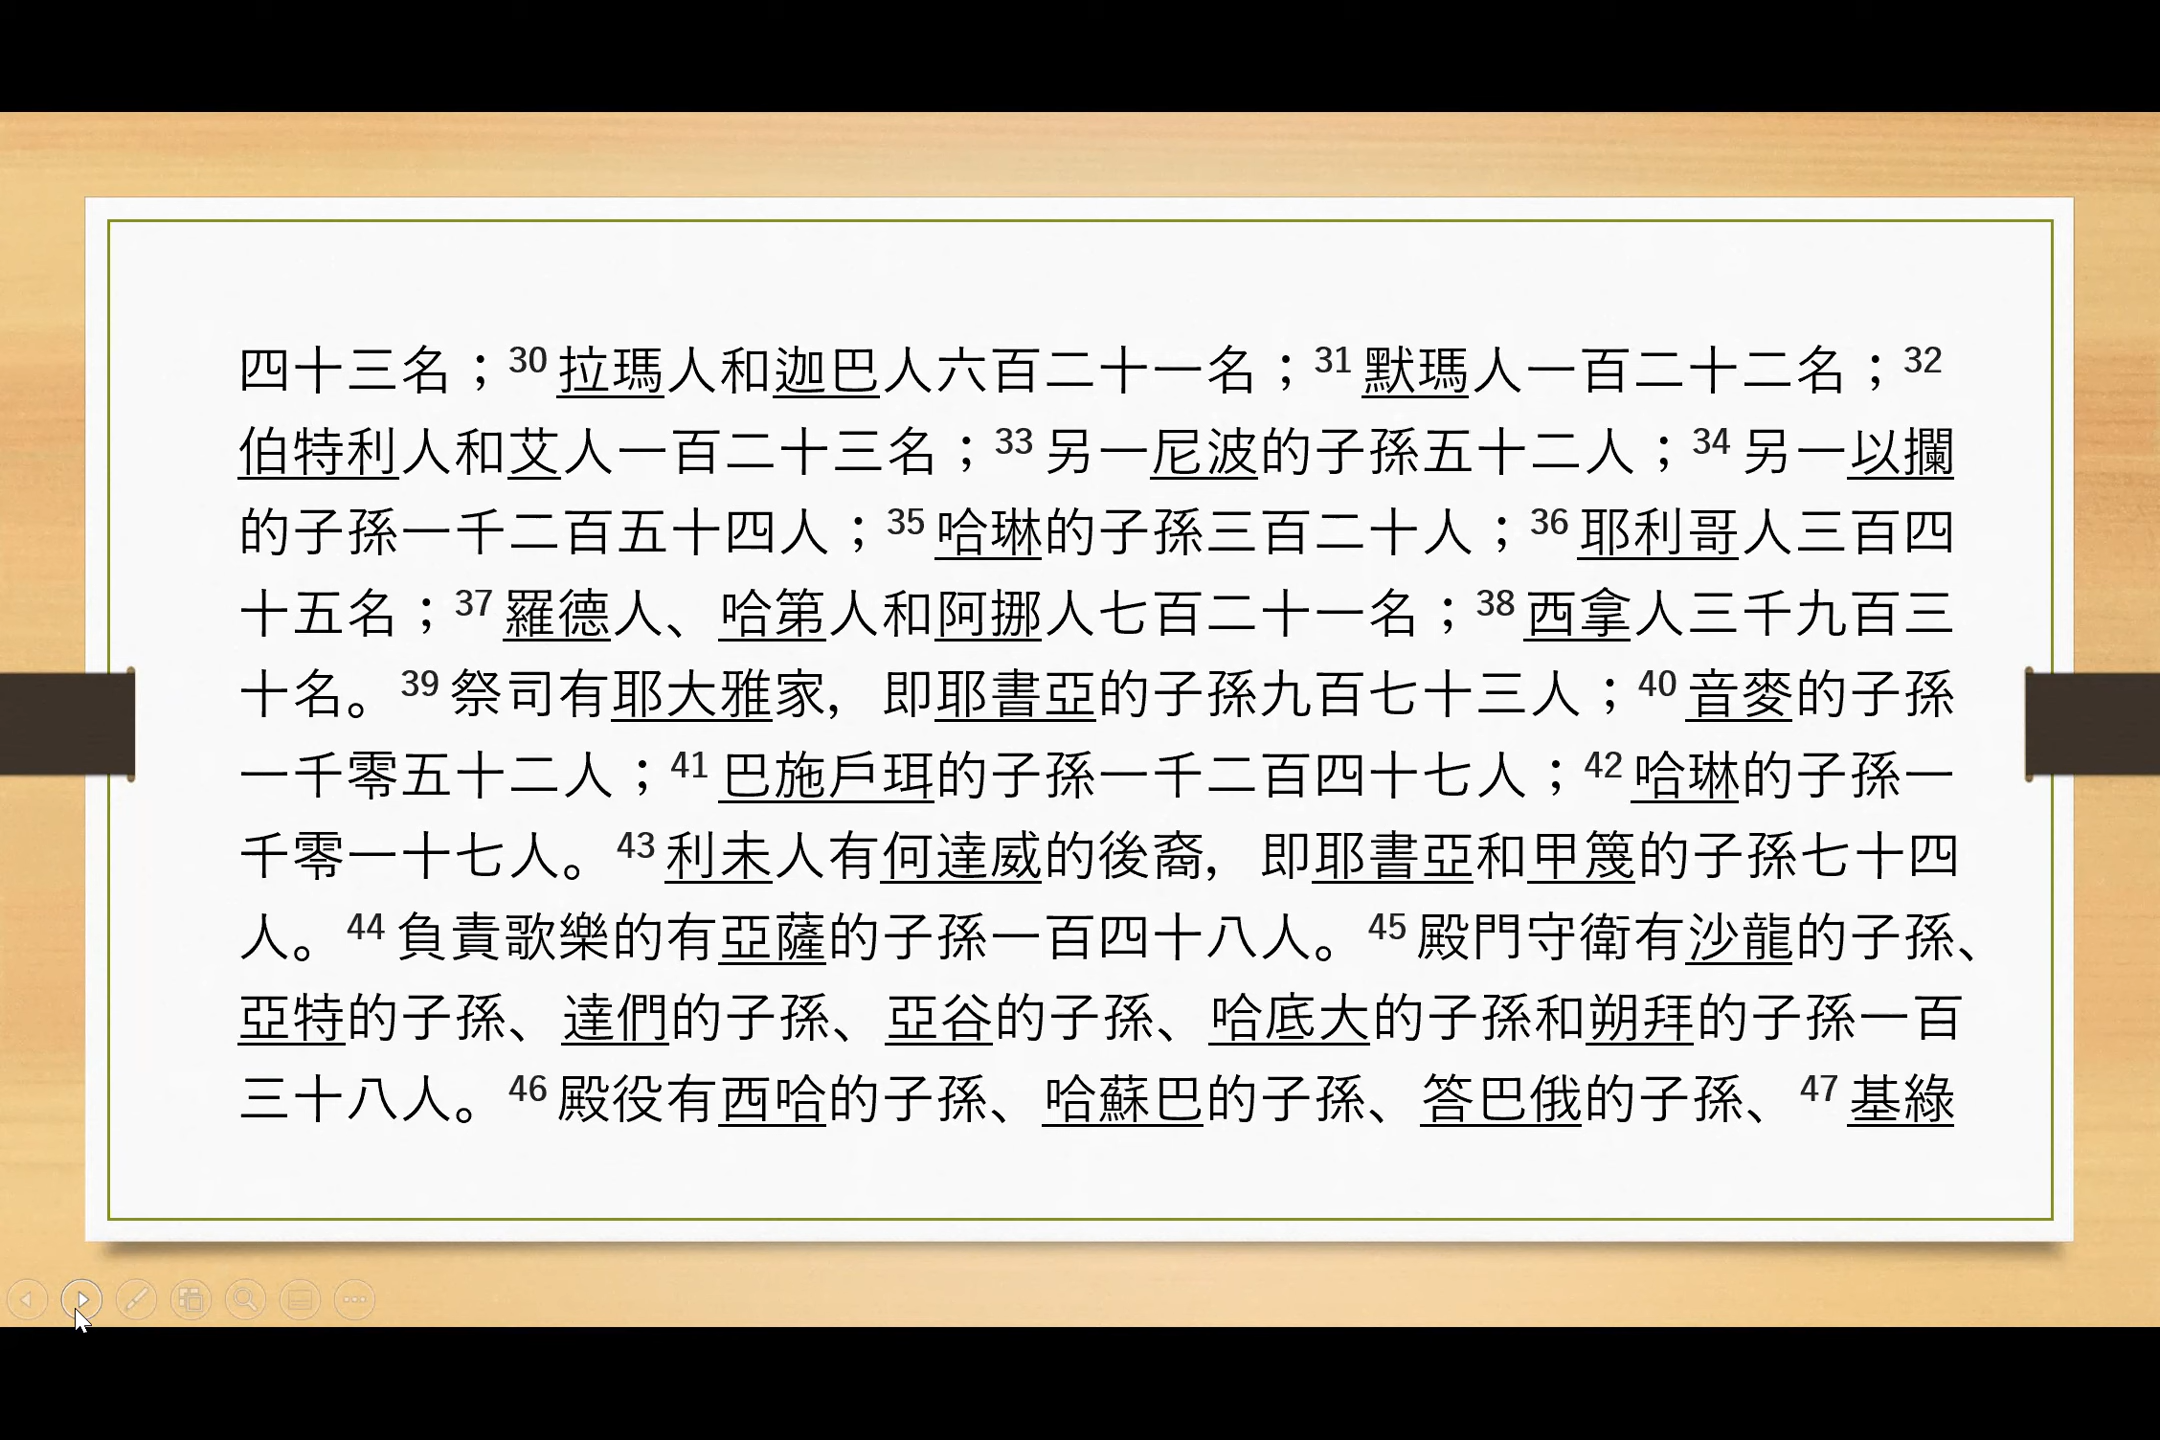 四十三名；30 拉瑪人和迦巴人六百二十一名；31 默瑪人一百二十二名；32
伯特利人和艾人一百二十三名；33 另一尼波的子孫五十二人；34 另一以攔
的子孫一千二百五十四人；35 哈琳的子孫三百二十人；36 耶利哥人三百四
十五名；37 羅德人、哈第人和阿挪人七百二十一名；38 西拿人三千九百三
十名。39 祭司有耶大雅家，即耶書亞的子孫九百七十三人；40 音麥的子孫
一千零五十二人；41 巴施戶珥的子孫一千二百四十七人；42 哈琳的子孫一
千零一十七人。43 利未人有何達威的後裔，即耶書亞和甲篾的子孫七十四
人。44 負責歌樂的有亞薩的子孫一百四十八人。45 殿門守衛有沙龍的子孫、
亞特的子孫、達們的子孫、亞谷的子孫、哈底大的子孫和朔拜的子孫一百
三十八人。46 殿役有西哈的子孫、哈蘇巴的子孫、答巴俄的子孫、47 基綠